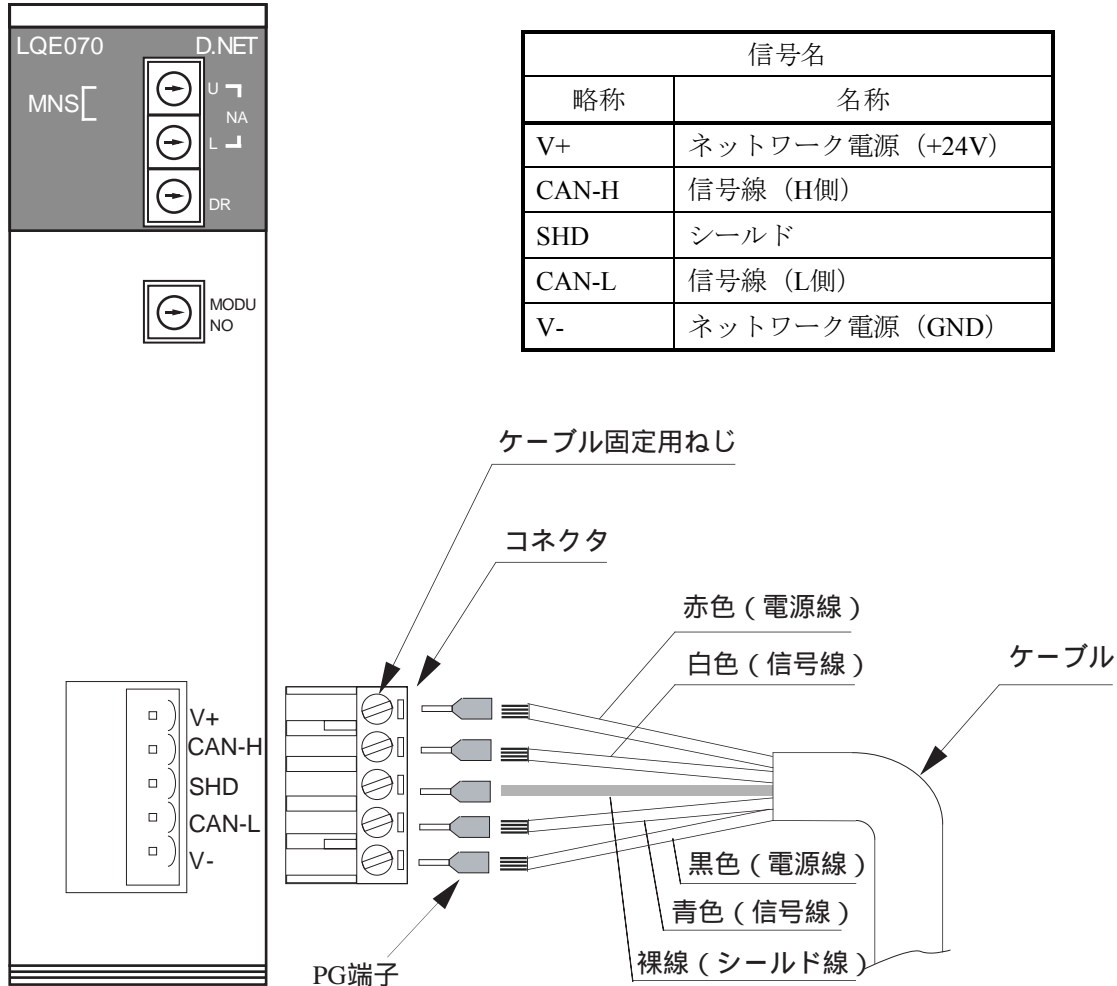 LQE070 D.NET
MNS
U
NA
L
DR
MODU
NO
V+
CAN-H
SHD
CAN-L
V-
信号名
略称 名称
V+ ネットワーク電源（+24V）
CAN-H 信号線（H側）
SHD シールド
CAN-L 信号線（L側）
V- ネットワーク電源（GND）
ケーブル固定用ねじ
コネクタ
赤色（電源線）
白色（信号線）
ケーブル
黒色（電源線）
青色（信号線）
裸線（シールド線）
PG端子